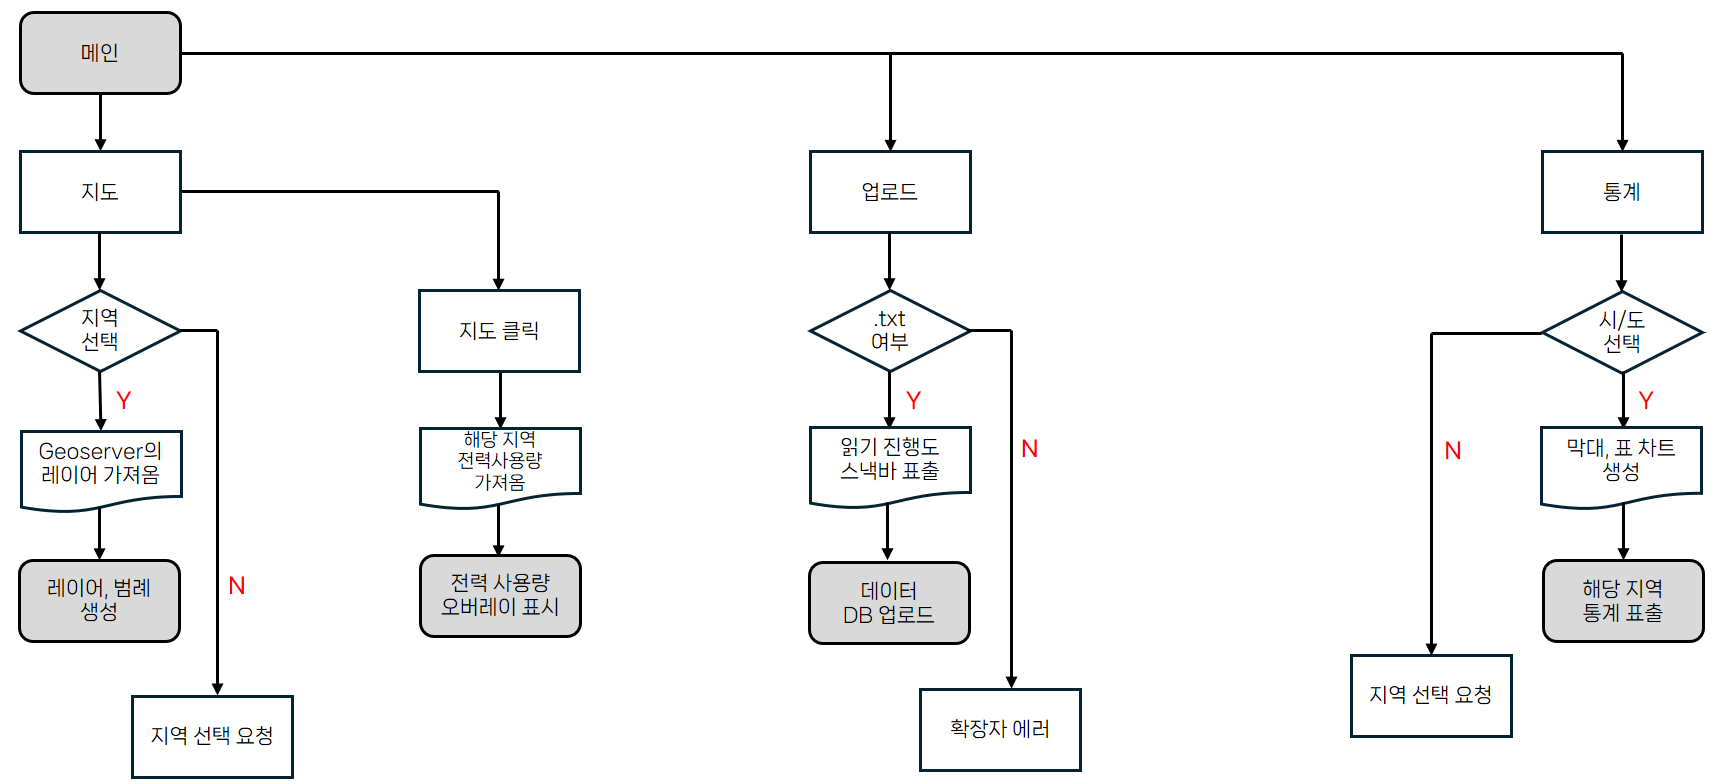 메인
지도
업로드
통계
지역
선택
지도 클릭
.txt
여부
시/도
선택
Y
Y
Y
Geoserver의
레이어 가져옴
해당 지역
전력사용량
가져옴
읽기 진행도
스낵바 표출
N
N
막대, 표 차트
생성
레이어, 범례
생성
N
전력 사용량
오버레이 표시
데이터
DB 업로드
해당 지역
통계 표출
지역 선택 요청
확장자 에러
지역 선택 요청